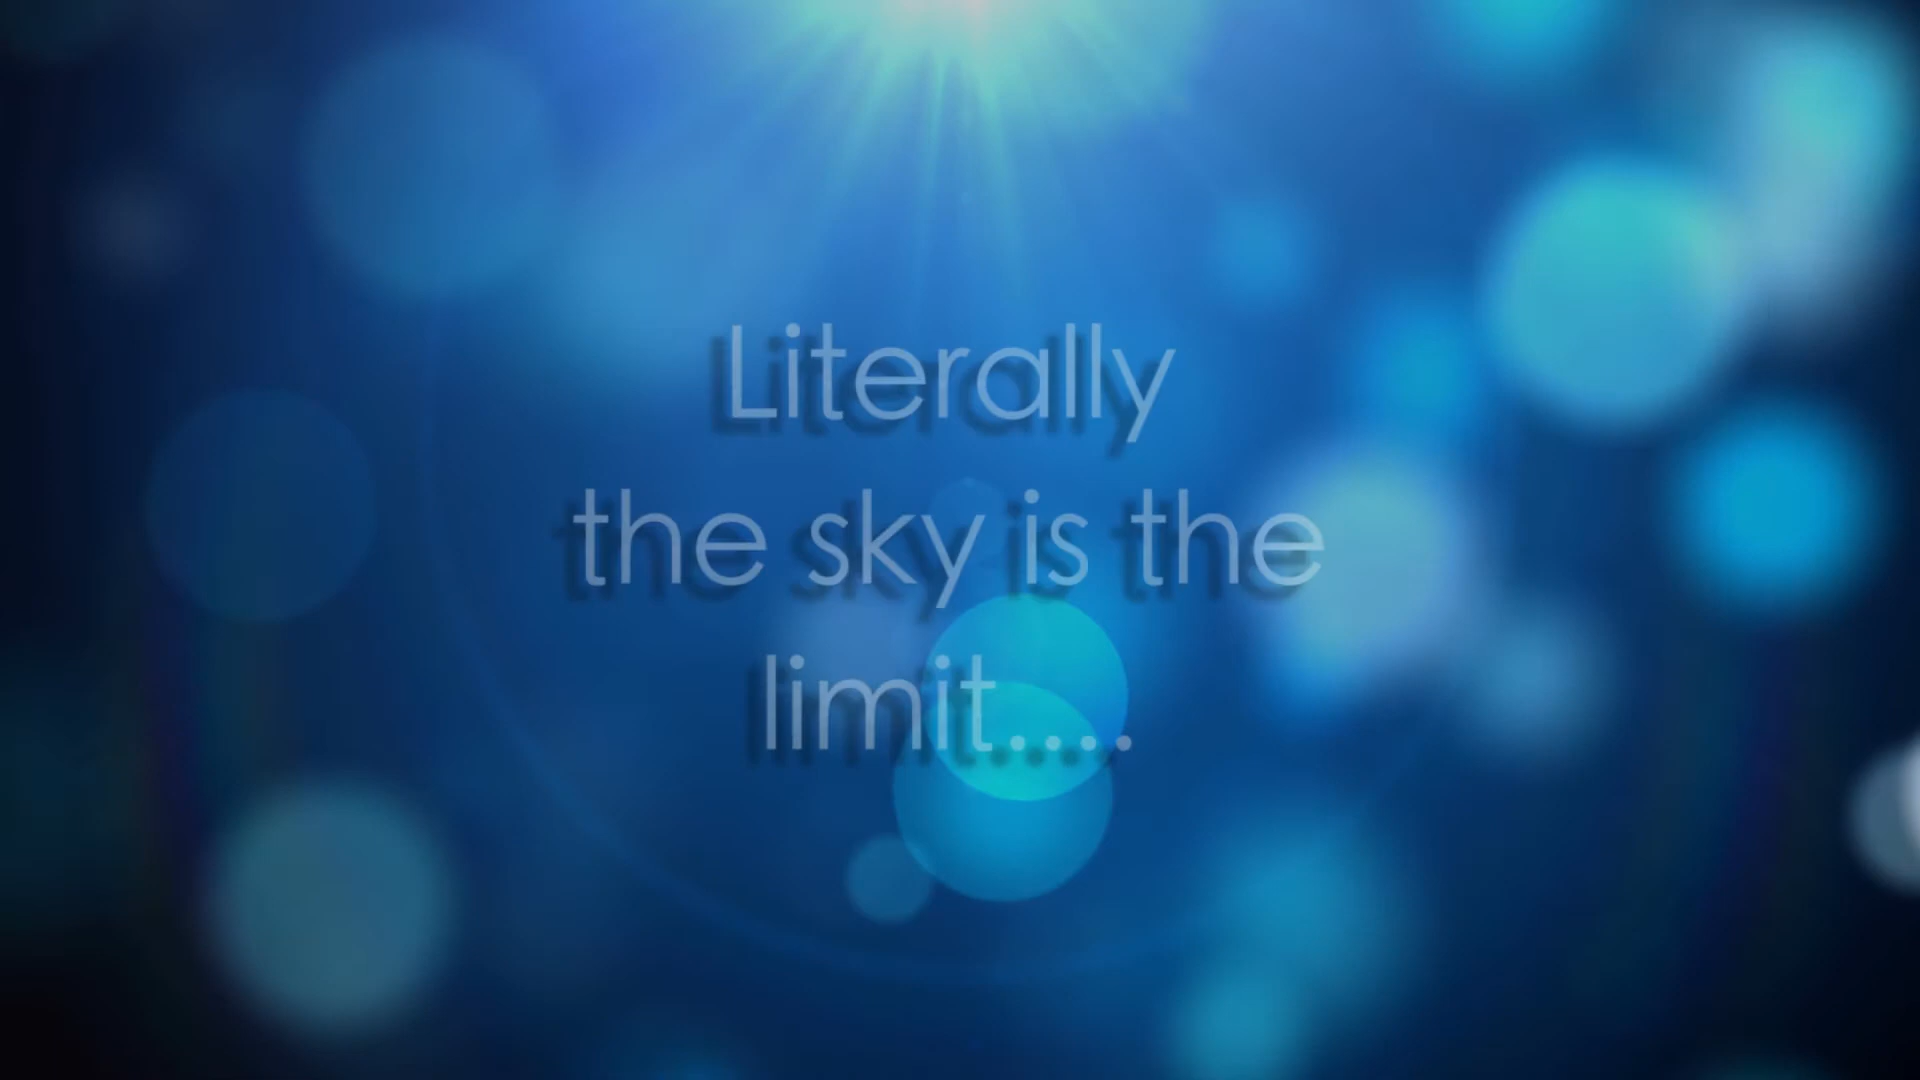 Literally
the sky is the
limit....